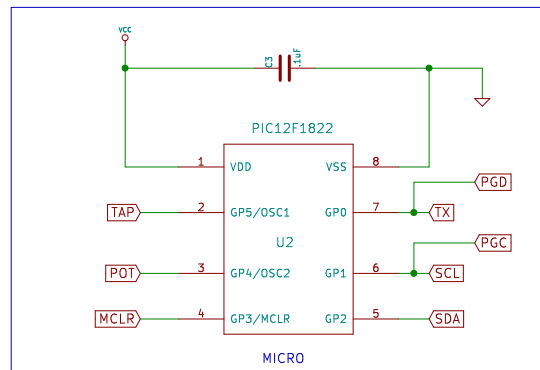 VCC
C3
.1uF
PIC12F1822
1 VDD VSS 8
PGD
TAP 2 GP5/OSC1 GP0 7 TX
U2
PGC
POT 3 GP4/OSC2 GP1 6 SCL
MCLR 4 GP3/MCLR GP2 5 SDA
MICRO